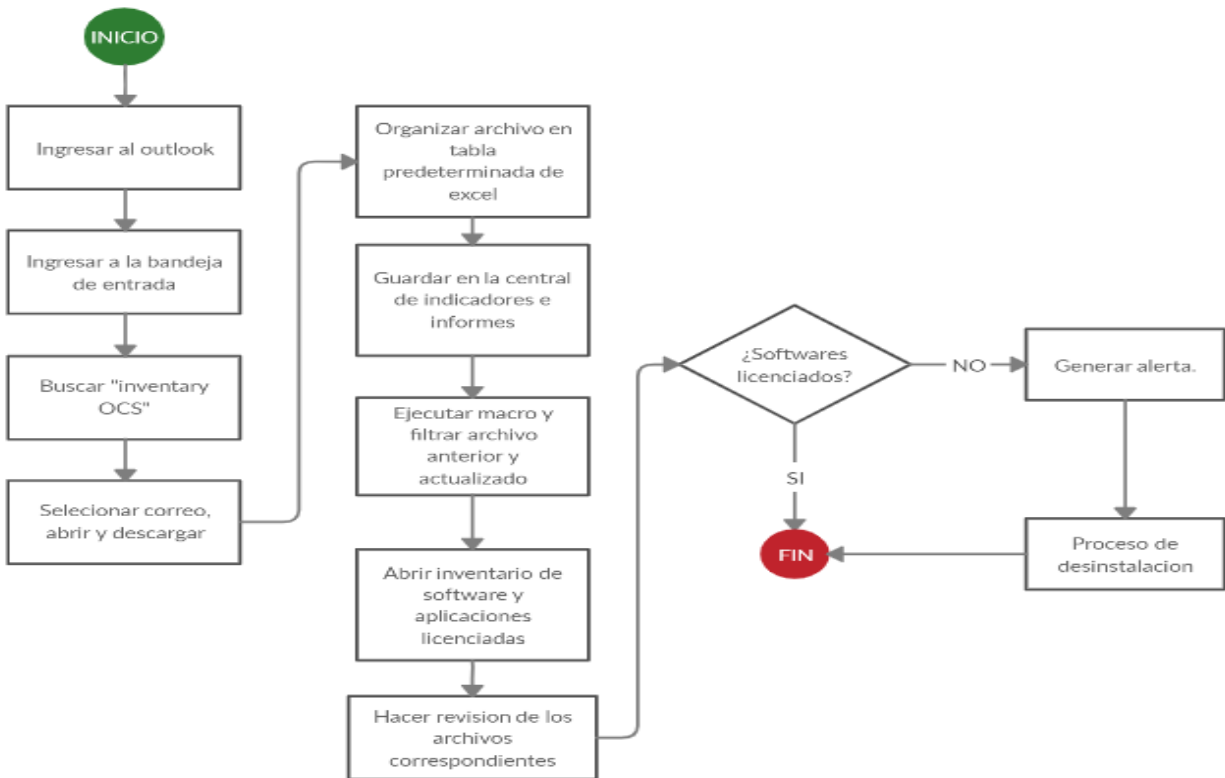 INICIO
Ingresar al outlook
Ingresar a la bandeja
de entrada
Buscar "inventary
OCS"
Selecionar correo,
abrir y descargar
Organizar archivo en
tabla
predeterminada de
excel
Guardar en la central
de indicadores e
informes
Ejecutar macro y
filtrar archivo
anterior y
actualizado
Abrir inventario de
software y
aplicaciones
licenciadas
Hacer revision de los
archivos
correspondientes
¿Softwares
licenciados?
NO
Generar alerta.
SI
FIN
Proceso de
desinstalacion